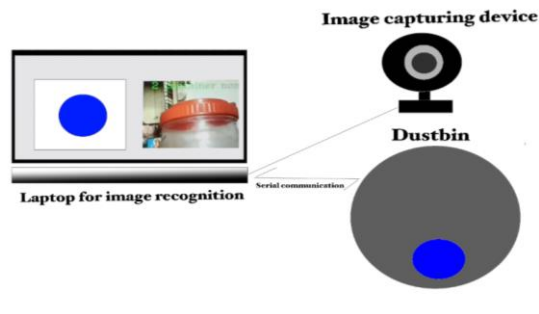 Image capturing device
Dustbin
Serial communication
Laptop for image recognition